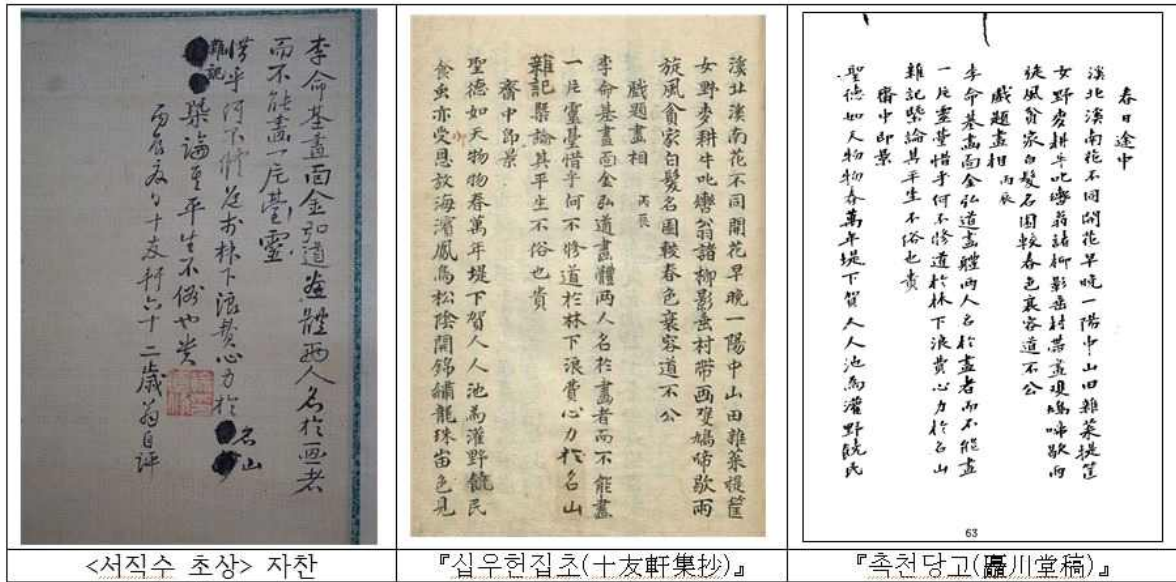 李命基畫面金弘道畫體兩人名於画者
而不能畫一片䑓靈
惜乎何不修道於林下浪費心力於名山
雜記槩論其平生不俗也貴
丙辰夏日十友軒六十二歲翁自評
<서직수 초상> 자찬
溪北溪南花不同開花早晚一陽中山田雜菜提筐
女野麥耕牛叱犢翁諸柳影垂村帶画雙鳩啼歇雨
旋風貧家白髮名園較春色衰容道不公
戱題畫相 丙辰
李命基畫面金弘道畫體兩人名於畫者而不能畫
一片靈臺惜乎何不修道於林下浪費心力於名山
雜記槩論其平生不俗也貴
齋中即景
聖德如天物物春萬年堤下賀人人池爲灌野饒民
食虫亦受恩放海濱鳳鳥松陰開錦繡龍珠峀色見
『십우헌집초(十友軒集抄)』
春日途中
溪北溪南花不同開花早晚一陽中山田雜菜提筐
女野麥耕牛叱犢翁諸柳影垂村帶畫雙鳩啼歇雨
旋風貧家白髮名園較春色衰容道不公
戱題畫相 丙辰
李命基畫面金弘道畫體兩人名於畫者而不能畫
一片靈臺惜乎何不修道於林下浪費心力於名山
雜記槩論其平生不俗也貴
齋中即景
聖德如天物物春萬年堤下賀人人池爲灌野饒民
63
『촉천당고(矗川堂稿)』